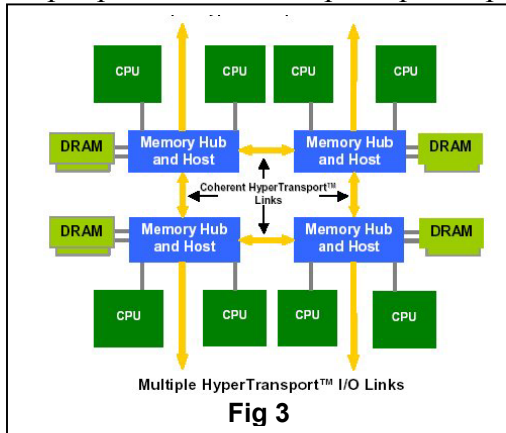 CPU
CPU
CPU
CPU
DRAM
Memory Hub
and Host
Memory Hub
and Host
DRAM
Coherent HyperTransport™
Links
DRAM
Memory Hub
and Host
Memory Hub
and Host
DRAM
CPU
CPU
CPU
CPU
Multiple HyperTransport™ I/O Links
Fig 3